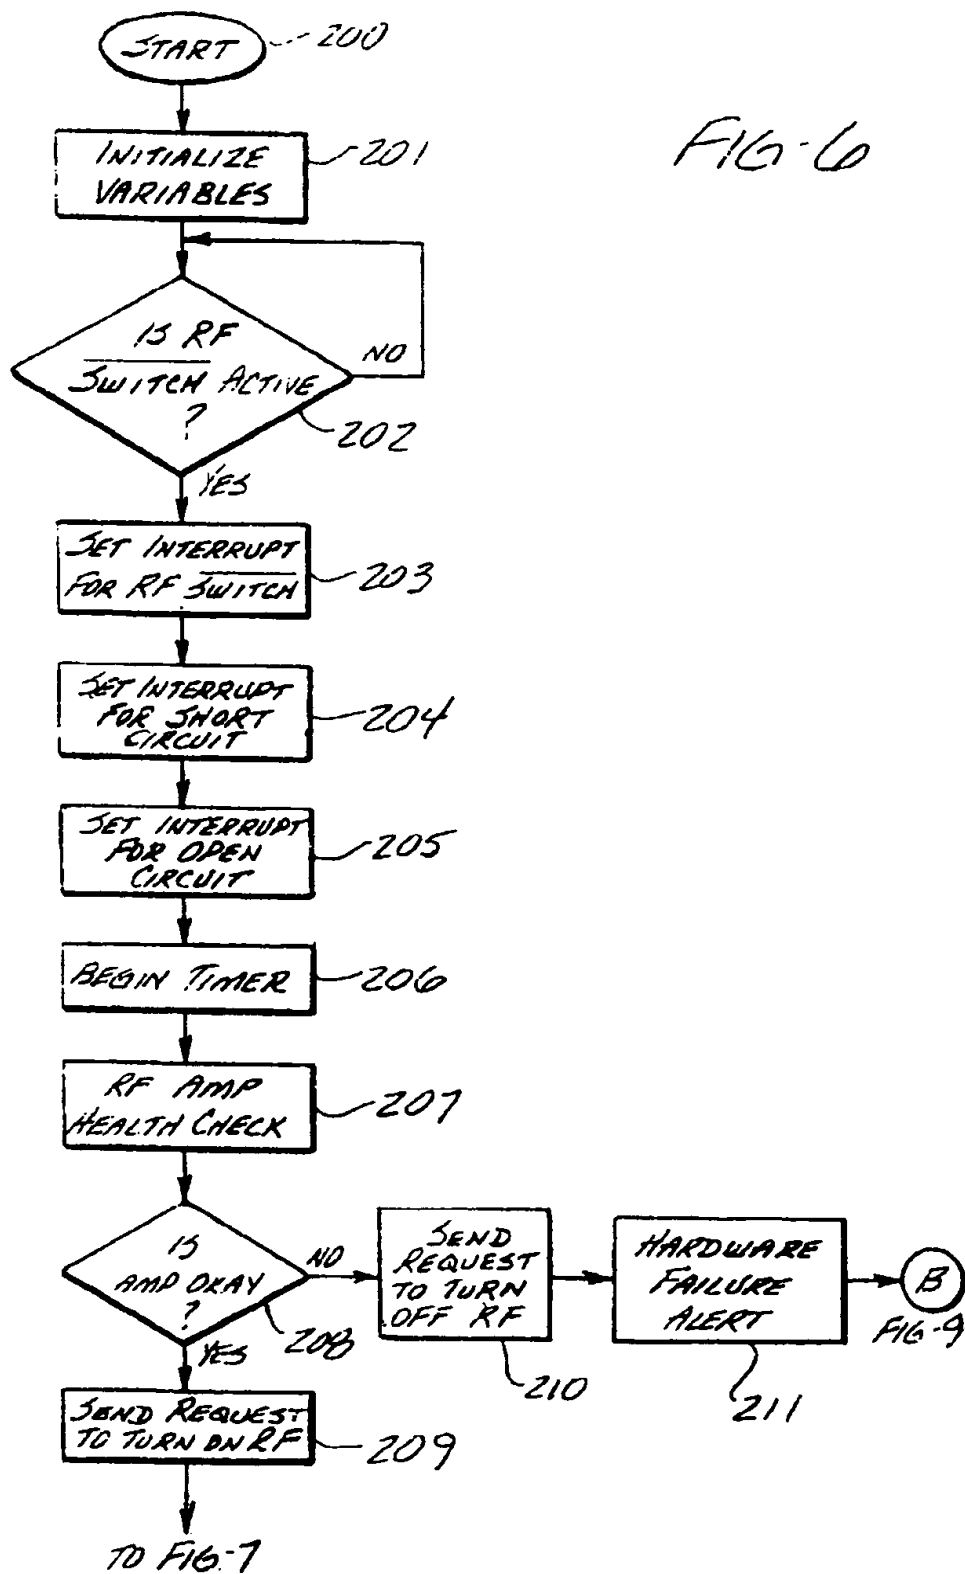 START
200
FIG-6
INITIALIZE
VARIABLES
201
IS RF
SWITCH ACTIVE
?
NO
202
YES
SET INTERRUPT
FOR RF SWITCH
203
SET INTERRUPT
FOR SHORT
CIRCUIT
204
SET INTERRUPT
FOR OPEN
CIRCUIT
205
BEGIN TIMER
206
RF AMP
HEALTH CHECK
207
IS
AMP OKAY
?
NO
208
YES
SEND
REQUEST
TO TURN
OFF RF
210
HARDWARE
FAILURE
ALERT
211
B
FIG-9
SEND REQUEST
TO TURN ON RF
209
TO FIG-7